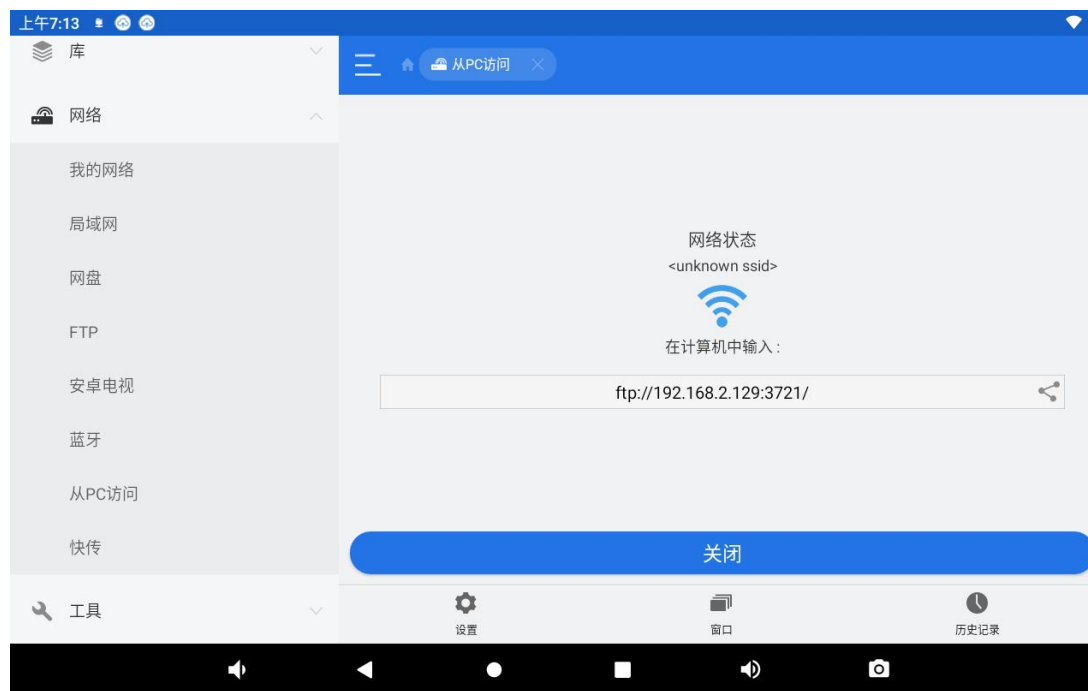 上午7:13
库
网络
我的网络
局域网
网盘
FTP
安卓电视
蓝牙
从PC访问
快传
工具
从PC访问
网络状态
<unknown ssid>
在计算机中输入 :
ftp://192.168.2.129:3721/
关闭
设置
窗口
历史记录